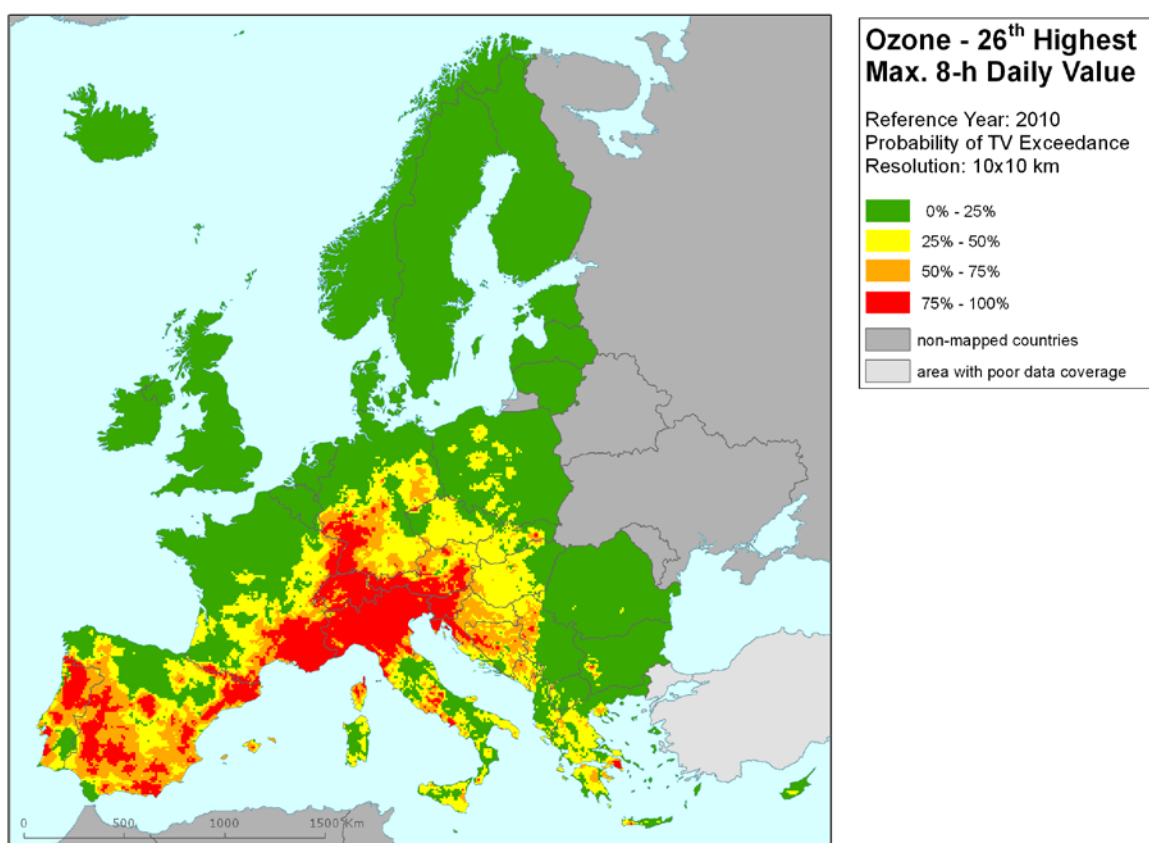 Ozone - 26th Highest
Max. 8-h Daily Value
Reference Year: 2010
Probability of TV Exceedance
Resolution: 10x10 km
0% - 25%
25% - 50%
50% - 75%
75% - 100%
non-mapped countries
area with poor data coverage
0 500 1000 1500 Km